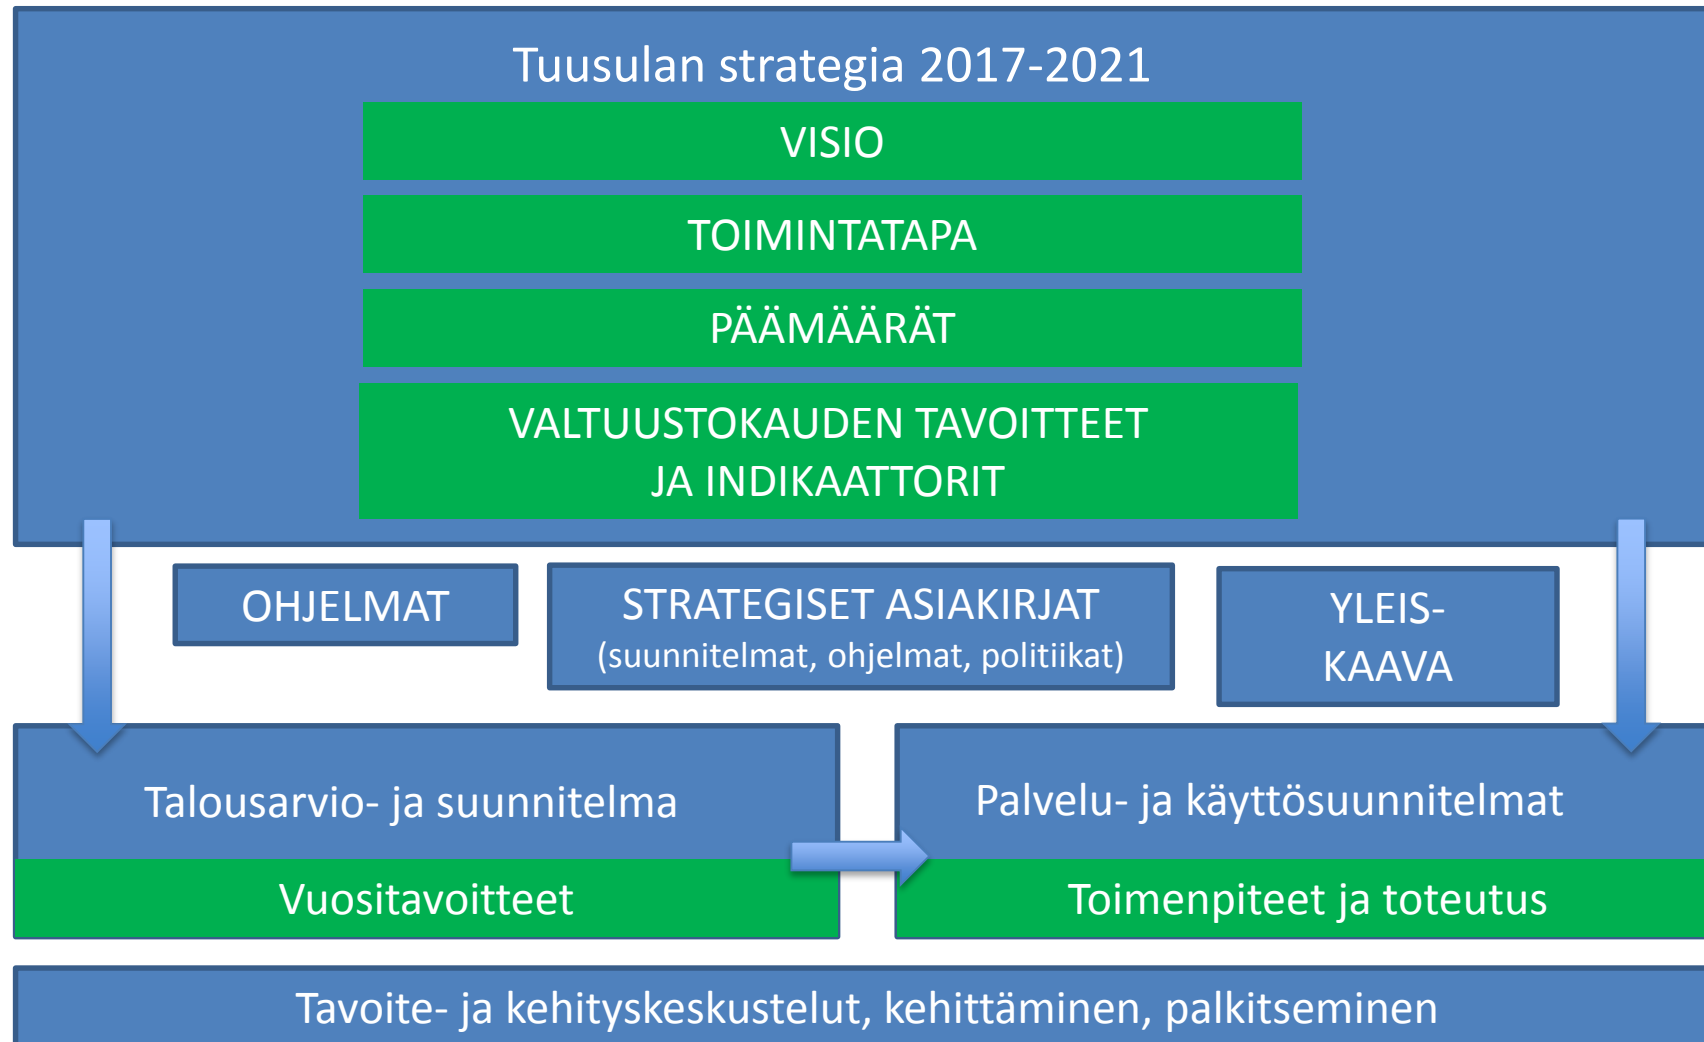 Tuusulan strategia 2017-2021
VISIO
TOIMINTATAPA
PÄÄMÄÄRÄT
VALTUUSTOKAUDEN TAVOITTEET
JA INDIKAATTORIT
OHJELMAT
STRATEGISET ASIAKIRJAT
(suunnitelmat, ohjelmat, politiikat)
YLEIS-
KAAVA
Talousarvio- ja suunnitelma
Vuositavoitteet
Palvelu- ja käyttösuunnitelmat
Toimenpiteet ja toteutus
Tavoite- ja kehityskeskustelut, kehittäminen, palkitseminen